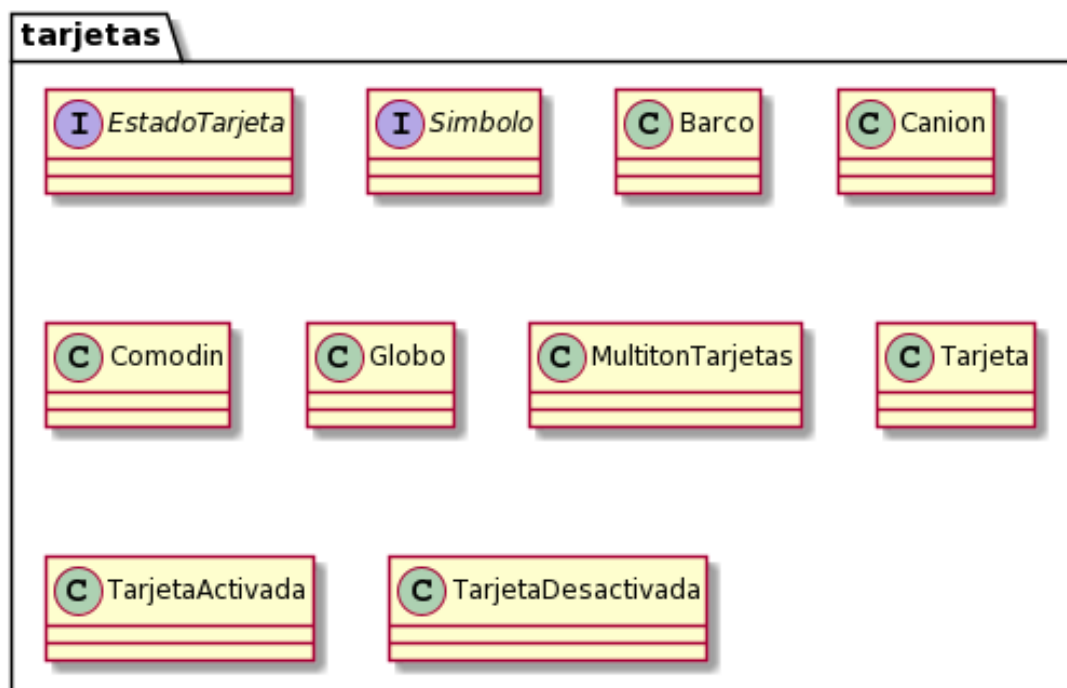 tarjetas
I EstadoTarjeta
I Simbolo
C Barco
C Canion
C Comodin
C Globo
C MultitonTarjetas
C Tarjeta
C TarjetaActivada
C TarjetaDesactivada